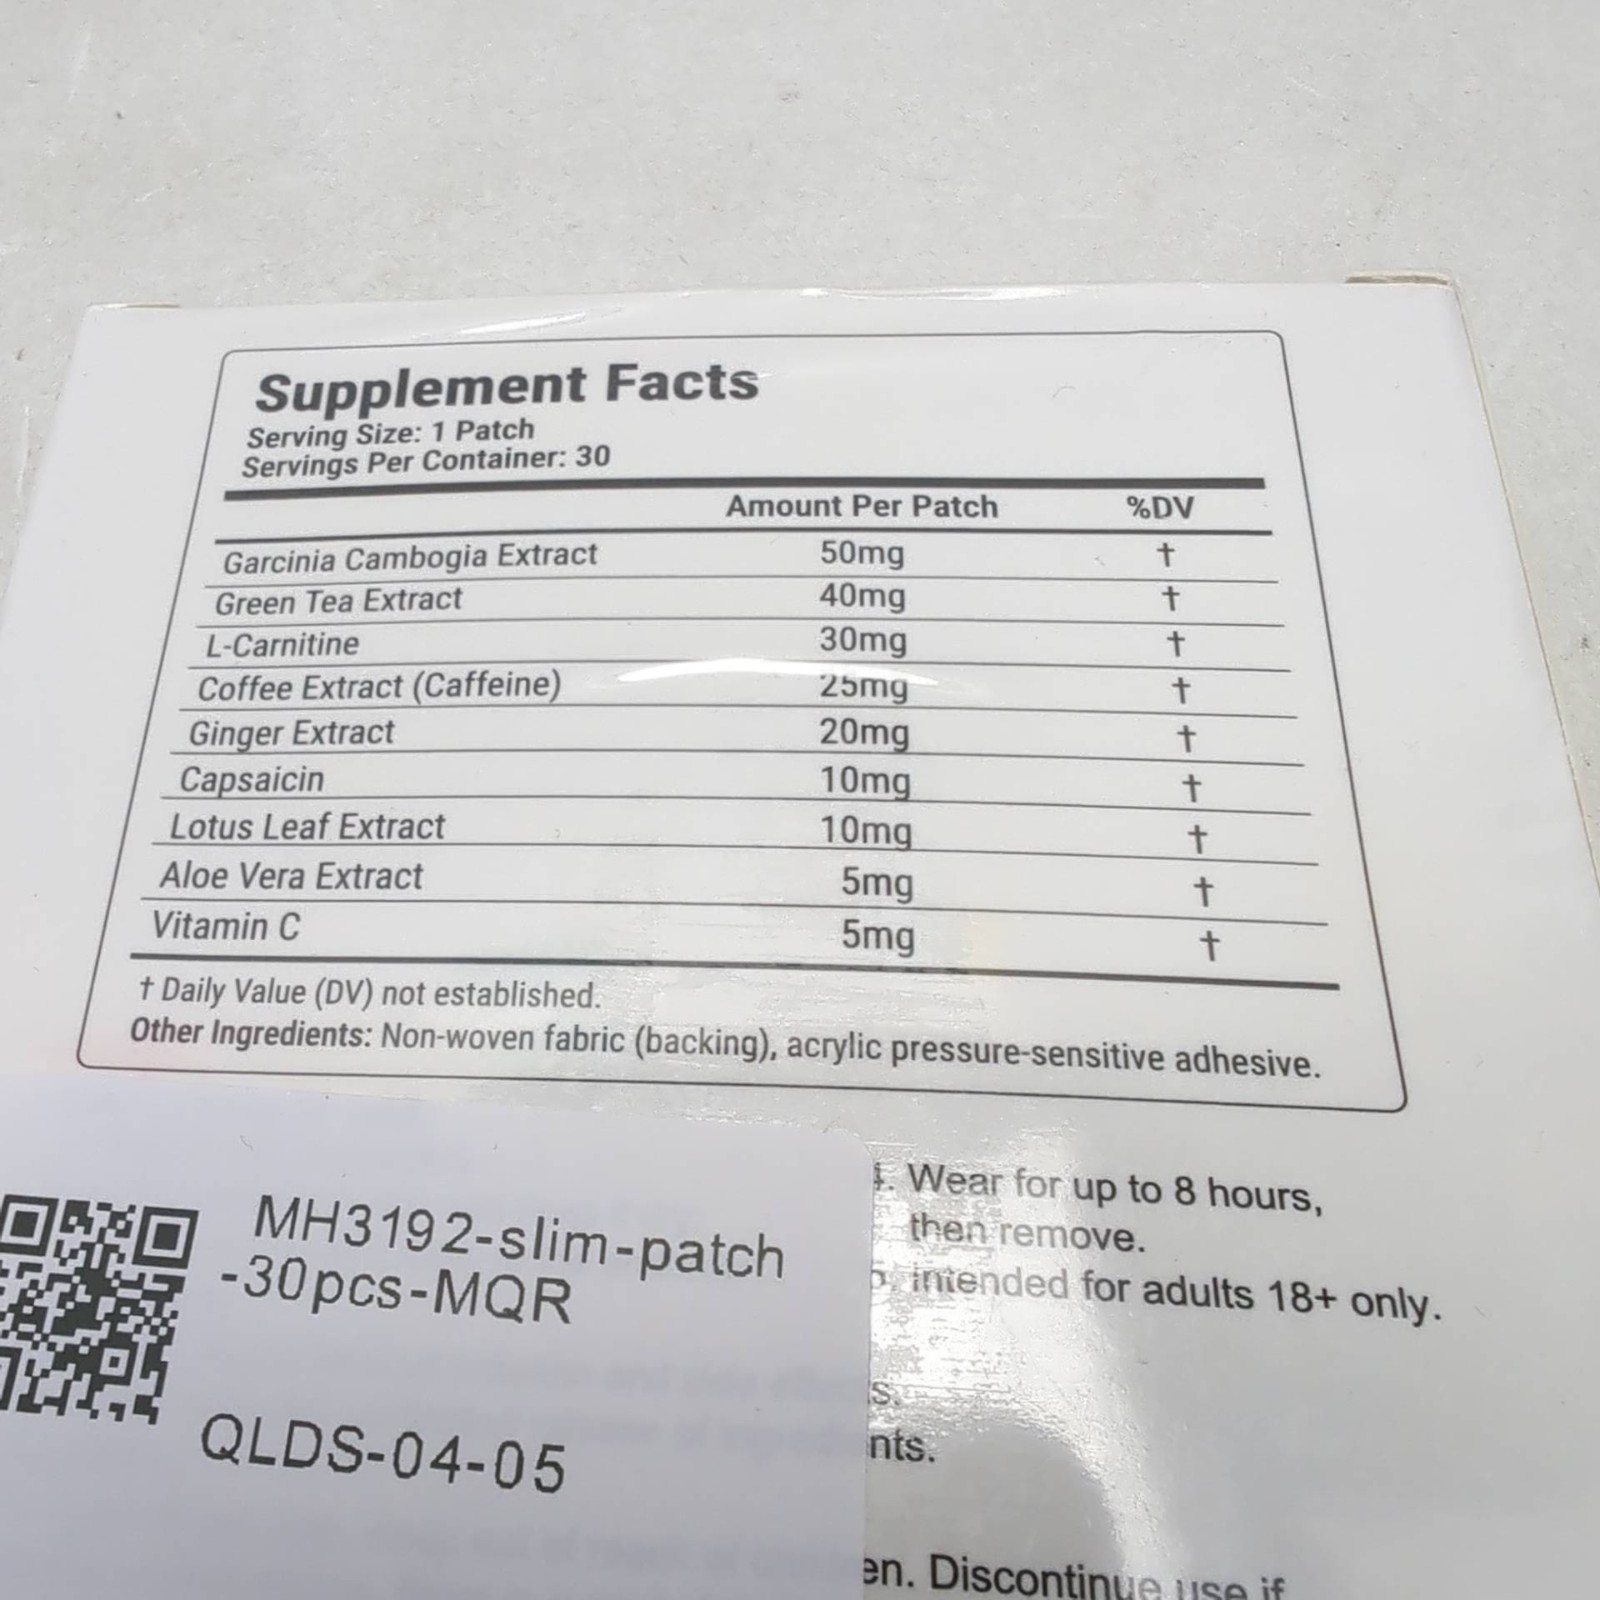 Supplement Facts
Serving Size: 1 Patch
Servings Per Container: 30
Amount Per Patch %DV
Garcinia Cambogia Extract 50mg †
Green Tea Extract 40mg †
L-Carnitine 30mg †
Coffee Extract (Caffeine) 25mg †
Ginger Extract 20mg †
Capsaicin 10mg †
Lotus Leaf Extract 10mg †
Aloe Vera Extract 5mg †
Vitamin C 5mg †
† Daily Value (DV) not established.
Other Ingredients: Non-woven fabric (backing), acrylic pressure-sensitive adhesive.
MH3192-slim-patch
-30pcs-MQR
QLDS-04-05
Wear for up to 8 hours,
then remove.
intended for adults 18+ only.
s.
nts.
en. Discontinue use if